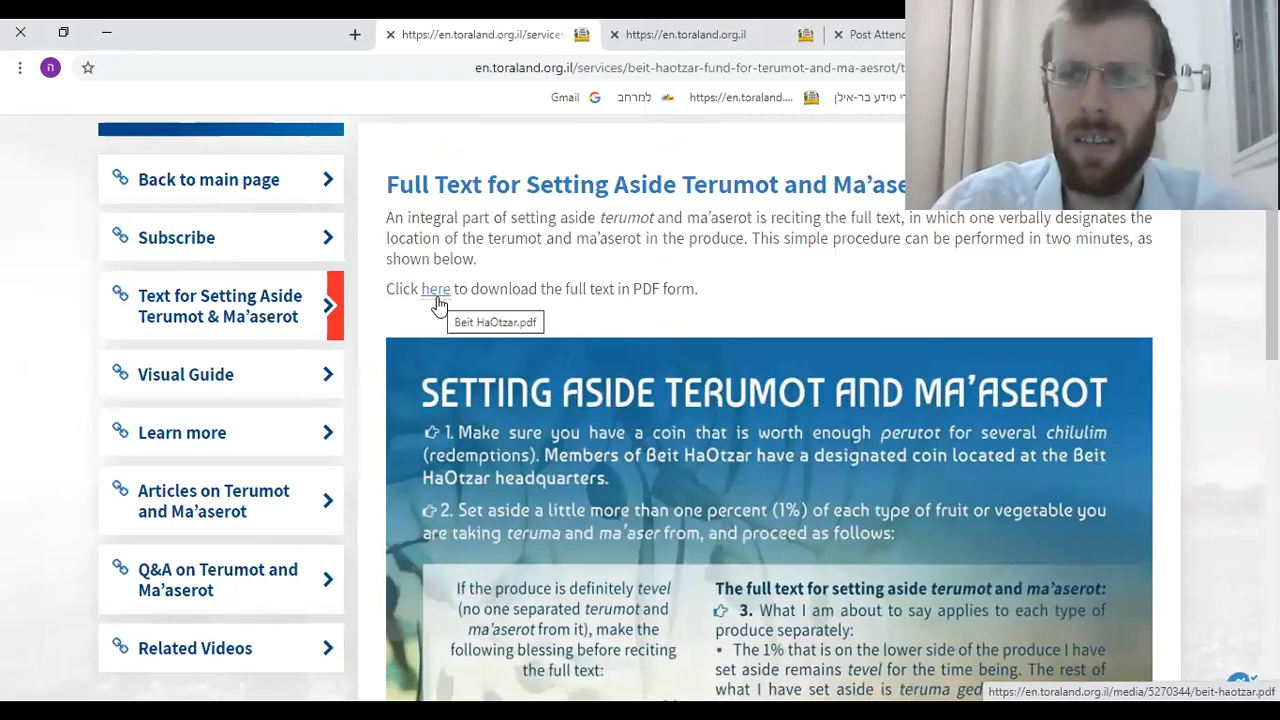 https://en.toraland.org.il/services
https://en.toraland.org.il
Post Attend
ה
en.toraland.org.il/services/beit-haotzar-fund-for-terumot-and-ma-aesrot/t
Gmail
למרחב
https://en.toraland....
י מידע בר-אילן
Back to main page
Subscribe
Text for Setting Aside
Terumot & Ma’aserot
Visual Guide
Learn more
Articles on Terumot
and Ma’aserot
Q&A on Terumot and
Ma’aserot
Related Videos
Full Text for Setting Aside Terumot and Ma’ase
An integral part of setting aside terumot and ma’aserot is reciting the full text, in which one verbally designates the
location of the terumot and ma’aserot in the produce. This simple procedure can be performed in two minutes, as
shown below.
Click here to download the full text in PDF form.
Beit HaOtzar.pdf
SETTING ASIDE TERUMOT AND MA’ASEROT
1. Make sure you have a coin that is worth enough perutot for several chilulim
(redemptions). Members of Beit HaOtzar have a designated coin located at the Beit
HaOtzar headquarters.
2. Set aside a little more than one percent (1%) of each type of fruit or vegetable you
are taking teruma and ma’aser from, and proceed as follows:
If the produce is definitely tevel
(no one separated terumot and
ma’aserot from it), make the
following blessing before reciting
the full text:
The full text for setting aside terumot and ma’aserot:
3. What I am about to say applies to each type of
produce separately:
• The 1% that is on the lower side of the produce I have
set aside remains tevel for the time being. The rest of
what I have set aside is teruma ged
https://en.toraland.org.il/media/5270344/beit-haotzar.pdf